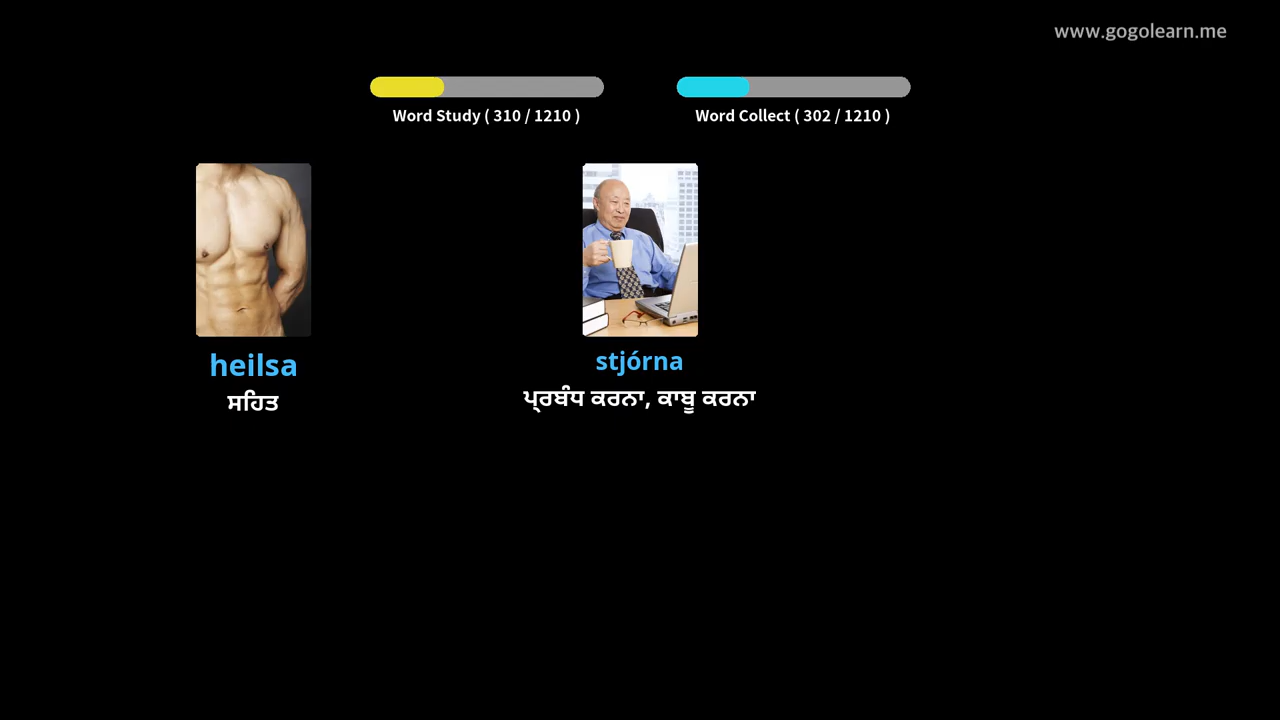 www.gogolearn.me
Word Study ( 310 / 1210 )
Word Collect ( 302 / 1210 )
heilsa
ਸਹਿਤ
stjórna
ਪ੍ਰਬੰਧ ਕਰਨਾ, ਕਾਬੂ ਕਰਨਾ